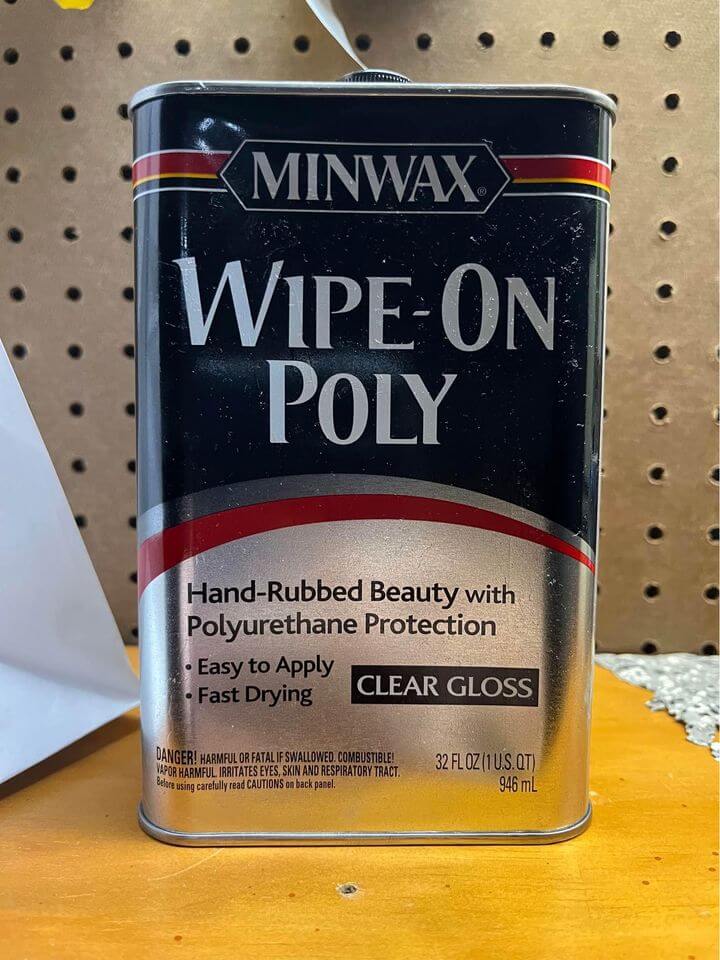 MINWAX®
WIPE-ON
POLY
Hand-Rubbed Beauty with
Polyurethane Protection
• Easy to Apply
• Fast Drying
CLEAR GLOSS
DANGER! HARMFUL OR FATAL IF SWALLOWED. COMBUSTIBLE!
VAPOR HARMFUL. IRRITATES EYES, SKIN AND RESPIRATORY TRACT.
Before using carefully read CAUTIONS on back panel.
32 FL OZ (1 U.S. QT)
946 mL